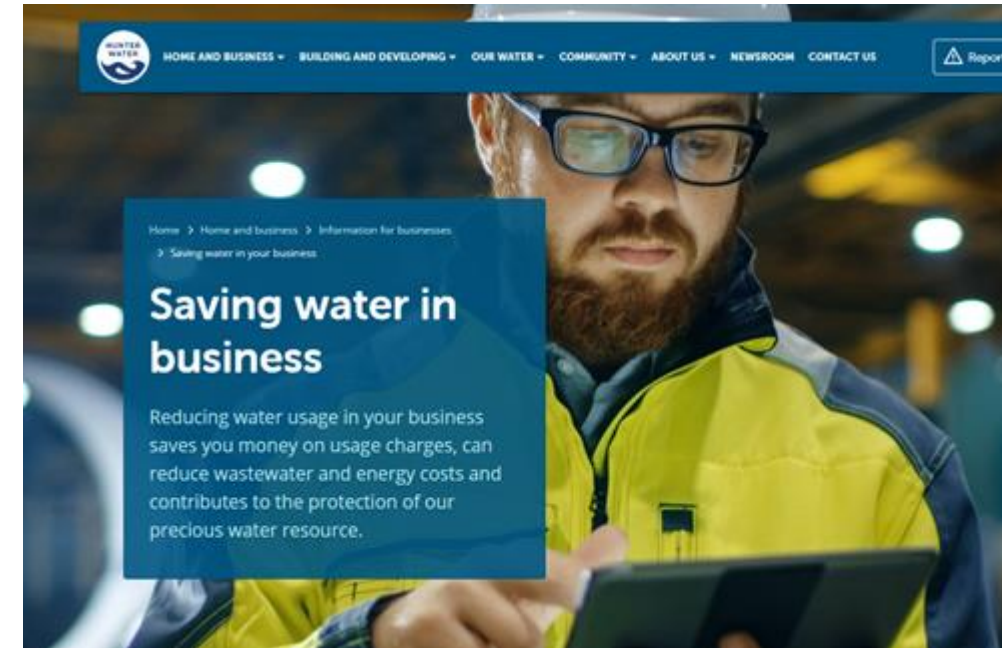 HUNTER
WATER
HOME AND BUSINESS BUILDING AND DEVELOPING OUR WATER COMMUNITY ABOUT US NEWSROOM CONTACT US Repor
Home > Home and business > Information for businesses
> Saving water in your business
Saving water in
business
Reducing water usage in your business
saves you money on usage charges, can
reduce wastewater and energy costs and
contributes to the protection of our
precious water resource.